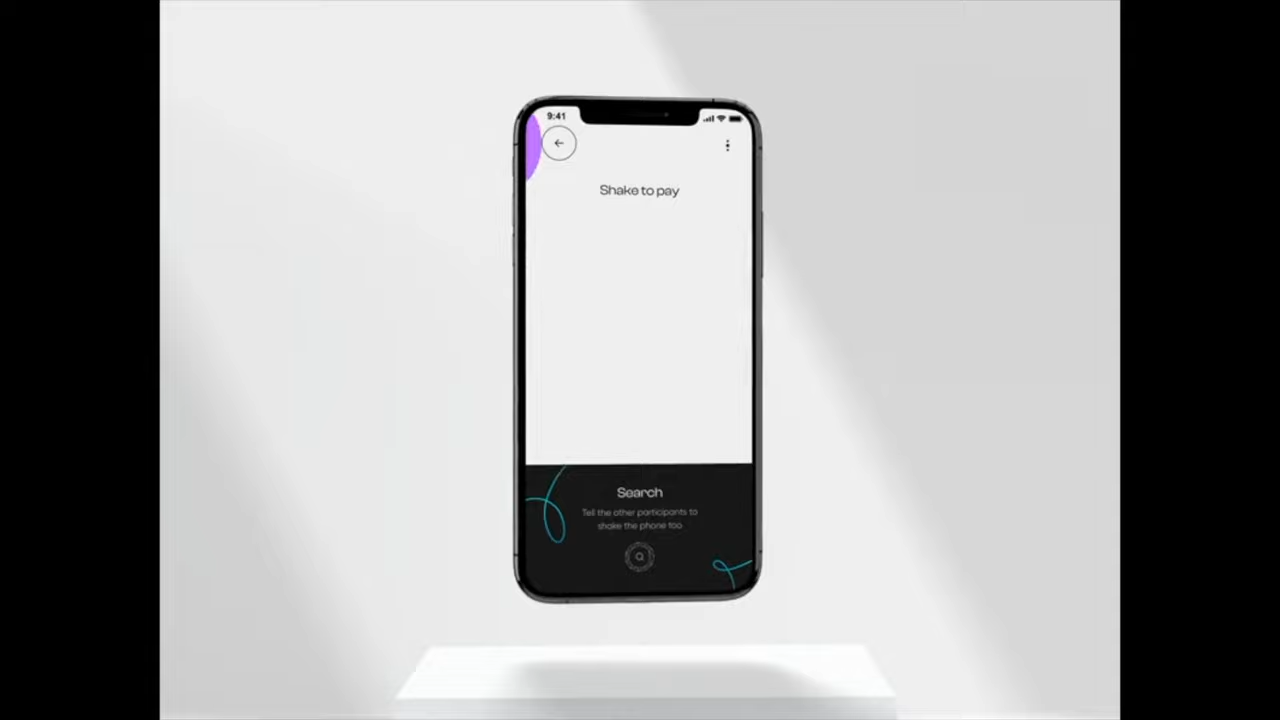 9:41
Shake to pay
Search
Tell the other participants to
shake the phone too